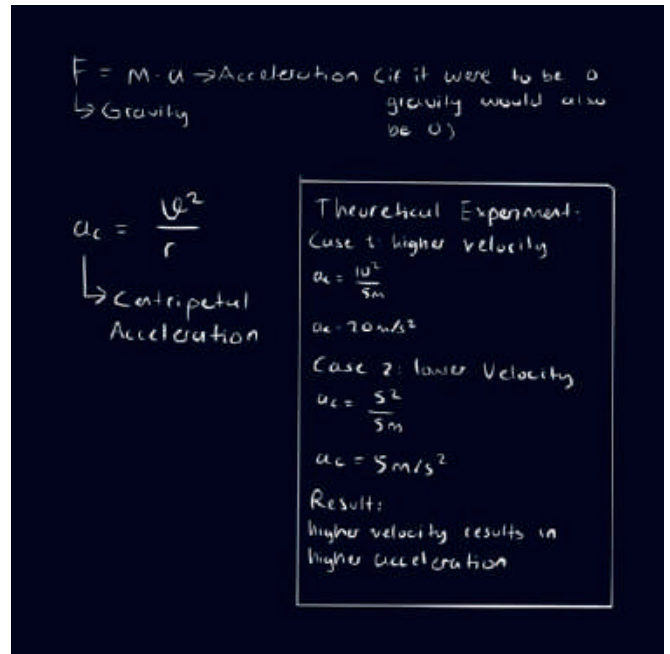 F = m · a → Acceleration (if it were to be 0
gravity would also
be 0)
↳ Gravity
ac = v²/r
↳ Centripetal
Acceleration
Theoretical Experiment:
Case 1: higher velocity
ac = 10²/5m
ac = 20m/s²
Case 2: lower Velocity
ac = 5²/5m
ac = 5m/s²
Result:
higher velocity results in
higher acceleration